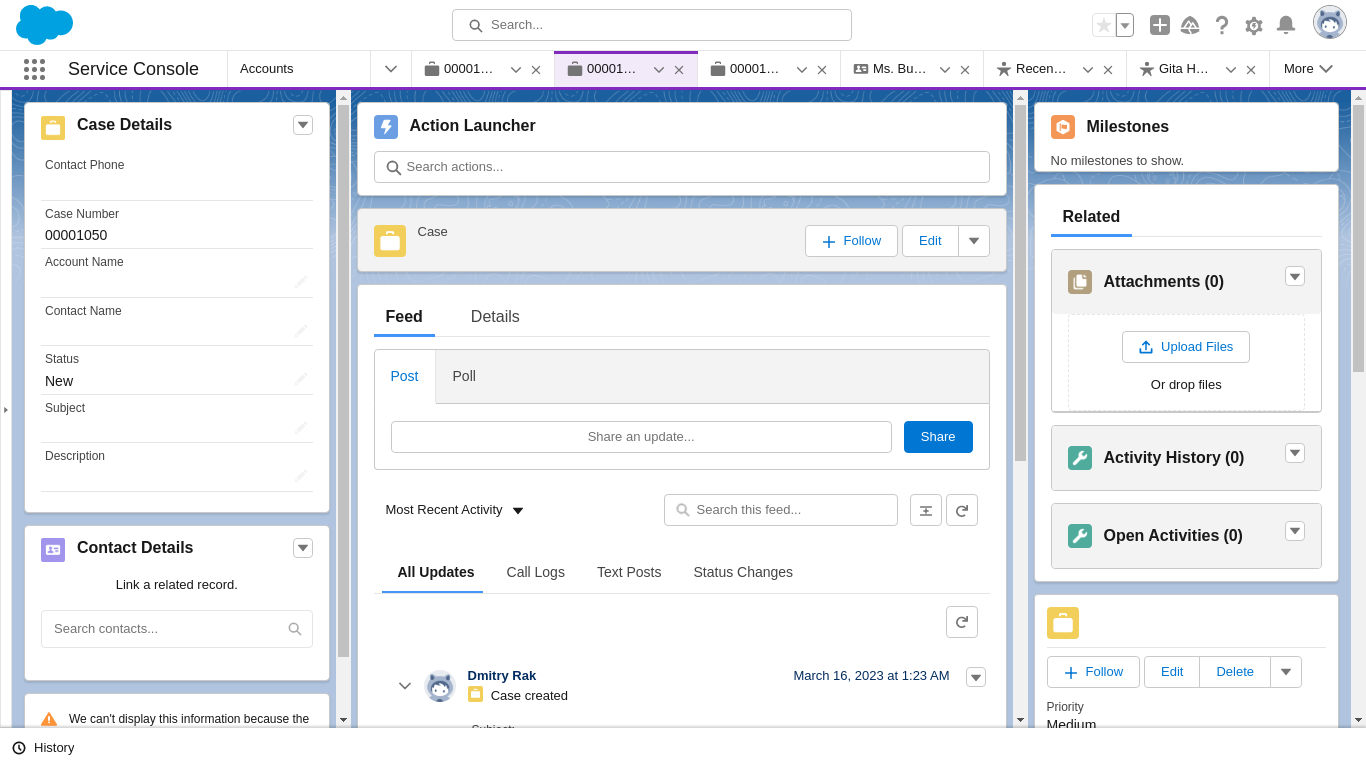 Search...
Service Console
Accounts
00001...
00001...
00001...
Ms. Bu...
Recen...
Gita H...
More
Case Details
Contact Phone
Case Number
00001050
Account Name
Contact Name
Status
New
Subject
Description
Contact Details
Link a related record.
Search contacts...
We can't display this information because the
Action Launcher
Search actions...
Case
Follow
Edit
Feed
Details
Post
Poll
Share an update...
Share
Most Recent Activity
Search this feed...
All Updates
Call Logs
Text Posts
Status Changes
Dmitry Rak
March 16, 2023 at 1:23 AM
Case created
Subject:
Milestones
No milestones to show.
Related
Attachments (0)
Upload Files
Or drop files
Activity History (0)
Open Activities (0)
Follow
Edit
Delete
Priority
Medium
History